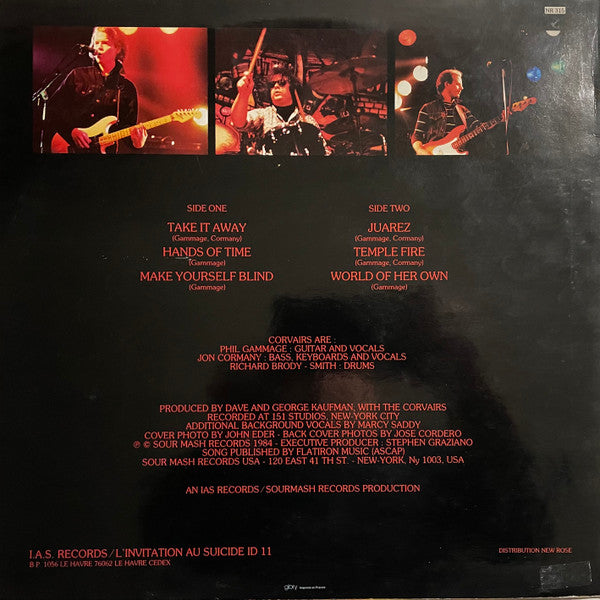 NR 315
SIDE ONE
TAKE IT AWAY
(Gammage, Cormany)
HANDS OF TIME
(Gammage)
MAKE YOURSELF BLIND
(Gammage)
SIDE TWO
JUAREZ
(Gammage, Cormany)
TEMPLE FIRE
(Gammage, Cormany)
WORLD OF HER OWN
(Gammage)
CORVAIRS ARE :
PHIL GAMMAGE : GUITAR AND VOCALS
JON CORMANY : BASS, KEYBOARDS AND VOCALS
RICHARD BRODY - SMITH : DRUMS
PRODUCED BY DAVE AND GEORGE KAUFMAN, WITH THE CORVAIRS
RECORDED AT 151 STUDIOS, NEW-YORK CITY
ADDITIONAL BACKGROUND VOCALS BY MARCY SADDY
COVER PHOTO BY JOHN EDER - BACK COVER PHOTOS BY JOSE CORDERO
℗ © SOUR MASH RECORDS 1984 - EXECUTIVE PRODUCER : STEPHEN GRAZIANO
SONG PUBLISHED BY FLATIRON MUSIC (ASCAP)
SOUR MASH RECORDS USA - 120 EAST 41 TH ST. - NEW-YORK, Ny 1003, USA
AN IAS RECORDS / SOURMASH RECORDS PRODUCTION
I.A.S. RECORDS / L'INVITATION AU SUICIDE ID 11
B P. 1056 LE HAVRE 76062 LE HAVRE CEDEX
DISTRIBUTION NEW ROSE
glory Imprimé en France